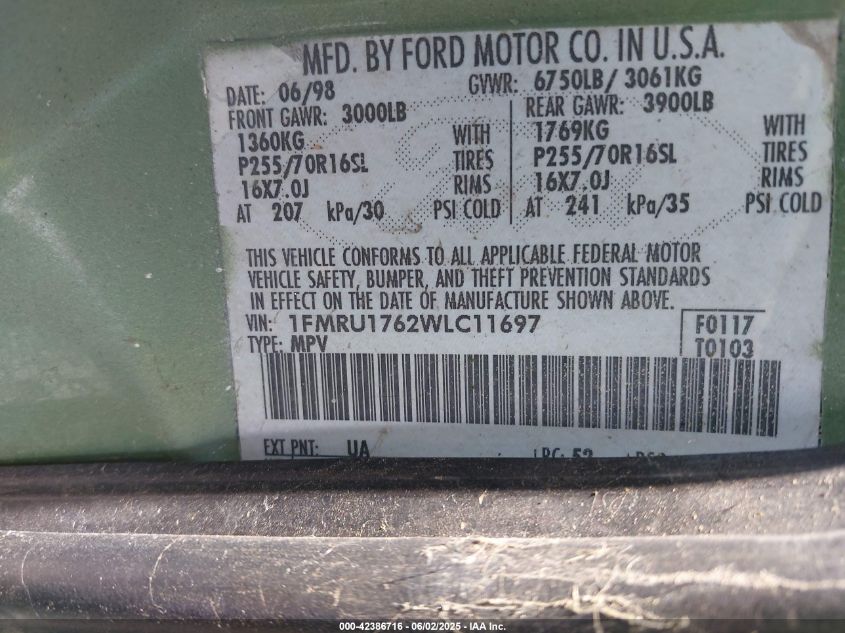 MFD. BY FORD MOTOR CO. IN U.S.A.
DATE: 06/98 GVWR: 6750LB/ 3061KG
FRONT GAWR: 3000LB REAR GAWR: 3900LB
1360KG WITH 1769KG WITH
P255/70R16SL TIRES P255/70R16SL TIRES
16X7.0J RIMS 16X7.0J RIMS
AT 207 kPa/30 PSI COLD AT 241 kPa/35 PSI COLD
THIS VEHICLE CONFORMS TO ALL APPLICABLE FEDERAL MOTOR
VEHICLE SAFETY, BUMPER, AND THEFT PREVENTION STANDARDS
IN EFFECT ON THE DATE OF MANUFACTURE SHOWN ABOVE.
VIN: 1FMRU1762WLC11697 F0117
TYPE: MPV T0103
EXT PNT: UA RC: 52
000-42386716 - 06/02/2025 - IAA Inc.